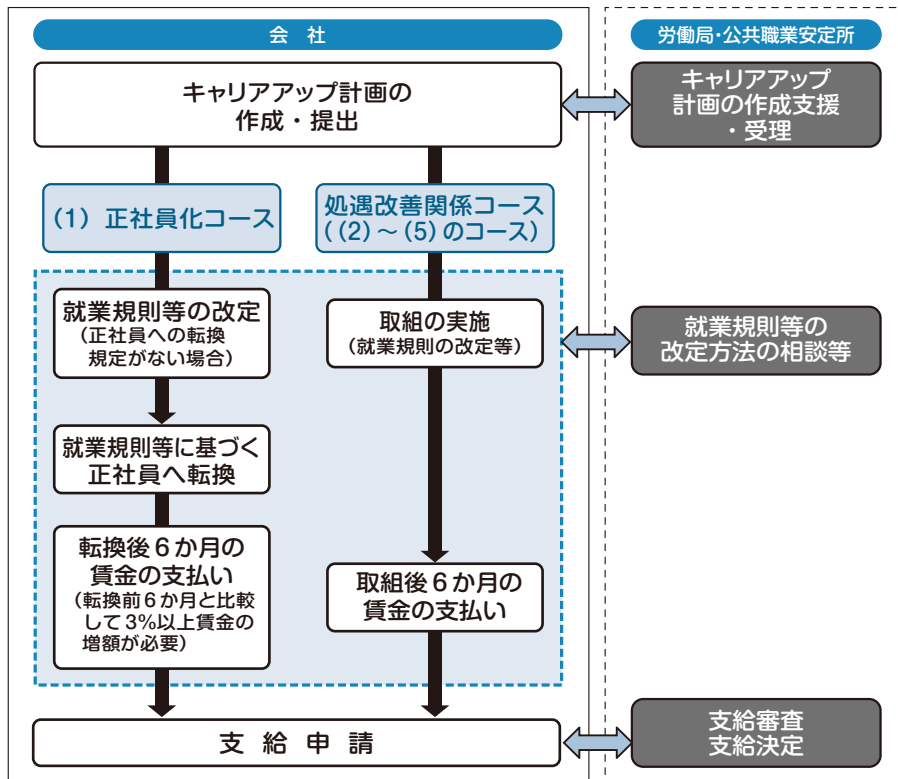 会社
労働局・公共職業安定所
キャリアアップ計画の
作成・提出
キャリアアップ
計画の作成支援
・受理
(1) 正社員化コース
処遇改善関係コース
((2)~(5)のコース)
就業規則等の改定
(正社員への転換
規定がない場合)
取組の実施
(就業規則の改定等)
就業規則等の
改定方法の相談等
就業規則等に基づく
正社員へ転換
転換後6か月の
賃金の支払い
(転換前6か月と比較
して3%以上賃金の
増額が必要)
取組後6か月の
賃金の支払い
支給申請
支給審査
支給決定